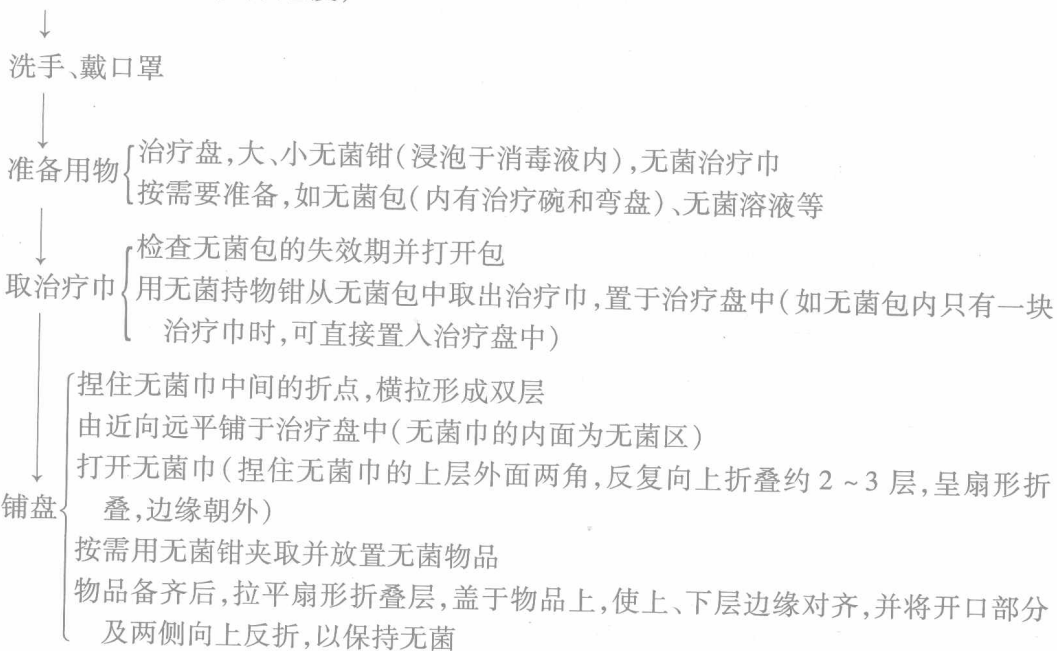 洗手、戴口罩
准备用物
治疗盘,大、小无菌钳(浸泡于消毒液内),无菌治疗巾
按需要准备,如无菌包(内有治疗碗和弯盘)、无菌溶液等
取治疗巾
检查无菌包的失效期并打开包
用无菌持物钳从无菌包中取出治疗巾,置于治疗盘中(如无菌包内只有一块
治疗巾时,可直接置入治疗盘中)
铺盘
捏住无菌巾中间的折点,横拉形成双层
由近向远平铺于治疗盘中(无菌巾的内面为无菌区)
打开无菌巾(捏住无菌巾的上层外面两角,反复向上折叠约2~3层,呈扇形折
叠,边缘朝外)
按需用无菌钳夹取并放置无菌物品
物品备齐后,拉平扇形折叠层,盖于物品上,使上、下层边缘对齐,并将开口部分
及两侧向上反折,以保持无菌